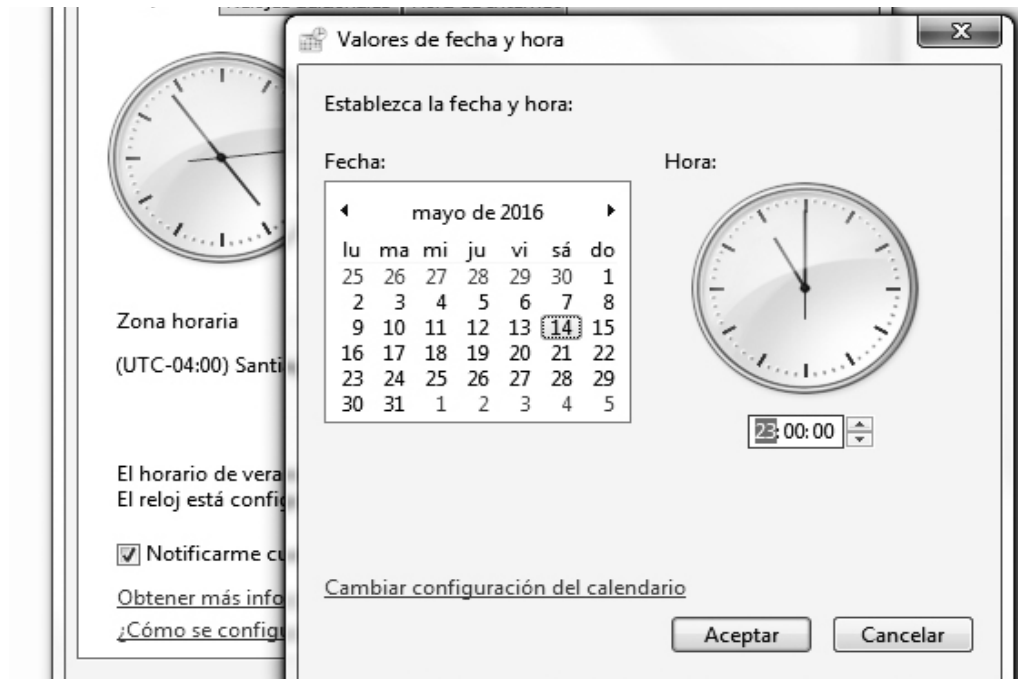 Valores de fecha y hora
Establezca la fecha y hora:
Fecha:
Hora:
mayo de 2016
lu ma mi ju vi sá do
25 26 27 28 29 30 1
2 3 4 5 6 7 8
9 10 11 12 13 14 15
16 17 18 19 20 21 22
23 24 25 26 27 28 29
30 31 1 2 3 4 5
23:00:00
Cambiar configuración del calendario
Aceptar Cancelar
Zona horaria
(UTC-04:00) Santi
El horario de vera
El reloj está config
Notificarme cu
Obtener más info
¿Cómo se configu